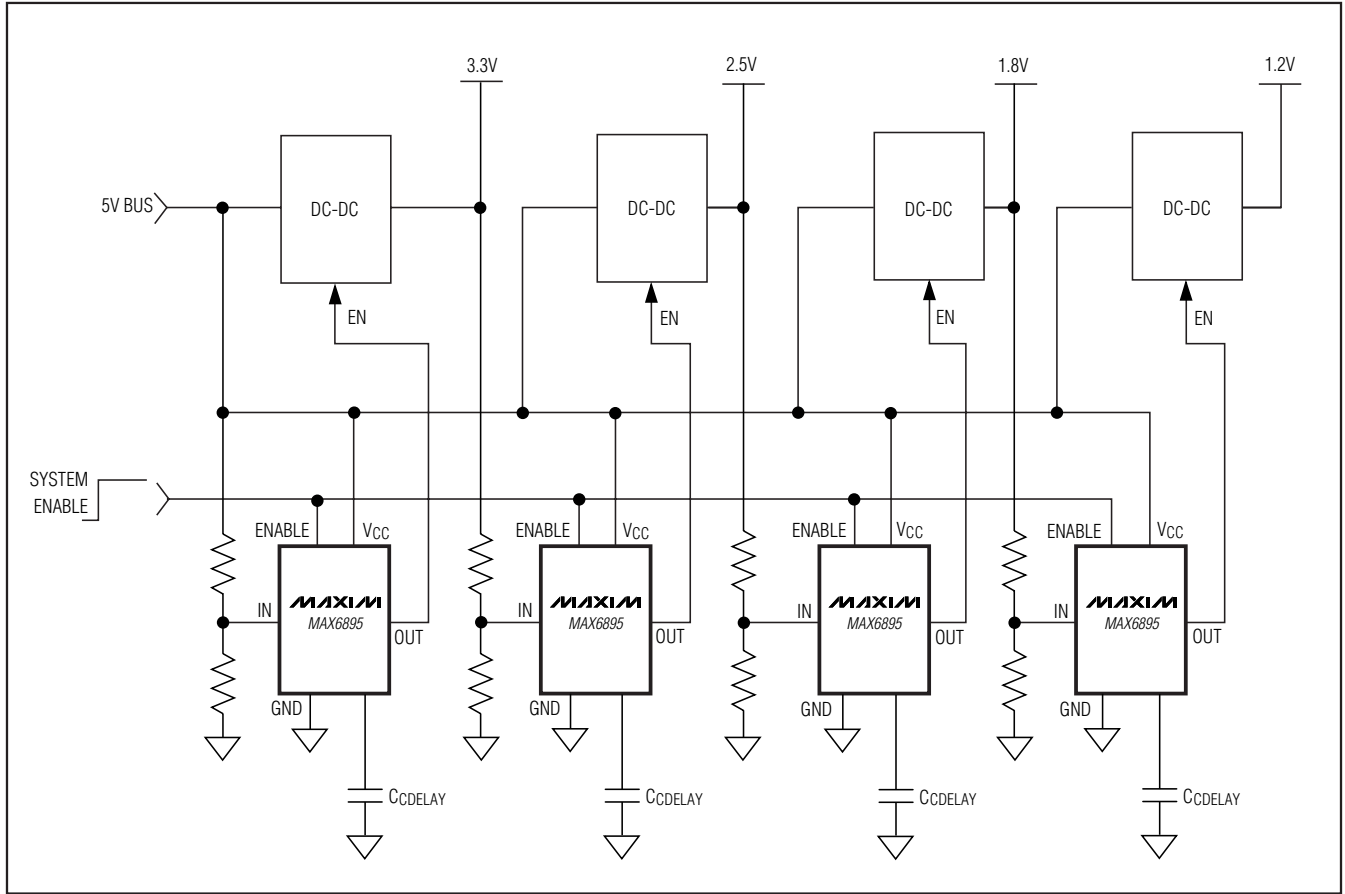 3.3V 2.5V 1.8V 1.2V
5V BUS DC-DC DC-DC DC-DC DC-DC
EN EN EN EN
SYSTEM
ENABLE
ENABLE VCC ENABLE VCC ENABLE VCC ENABLE VCC
IN MAXIM IN MAXIM IN MAXIM IN MAXIM
MAX6895 MAX6895 MAX6895 MAX6895
OUT OUT OUT OUT
GND GND GND GND
CCDELAY CCDELAY CCDELAY CCDELAY